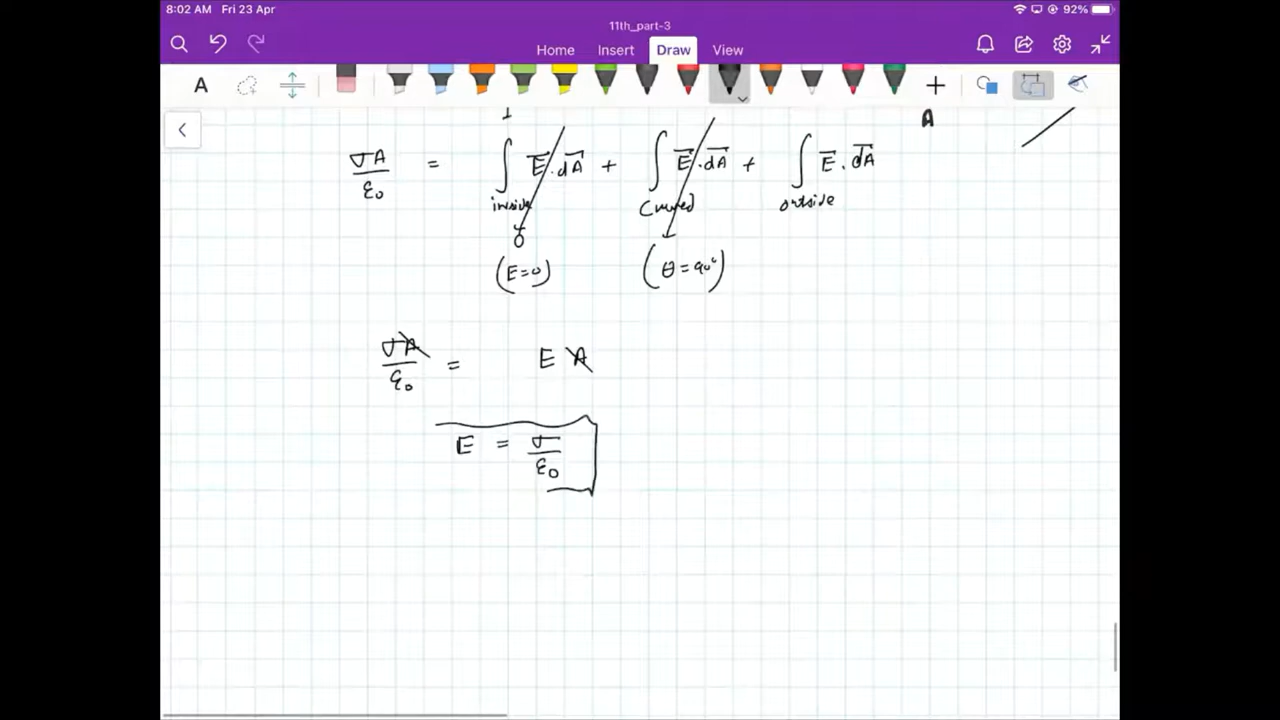 8:02 AM Fri 23 Apr 92%
11th_part-3
Home Insert Draw View
A
A
σA/ε₀ = ∫ E̅ . dA̅ + ∫ E̅ . dA̅ + ∫ E̅ . dA̅
inside curved outside
0
(E=0) (θ = 90°)
σA/ε₀ = E A
E = σ/ε₀